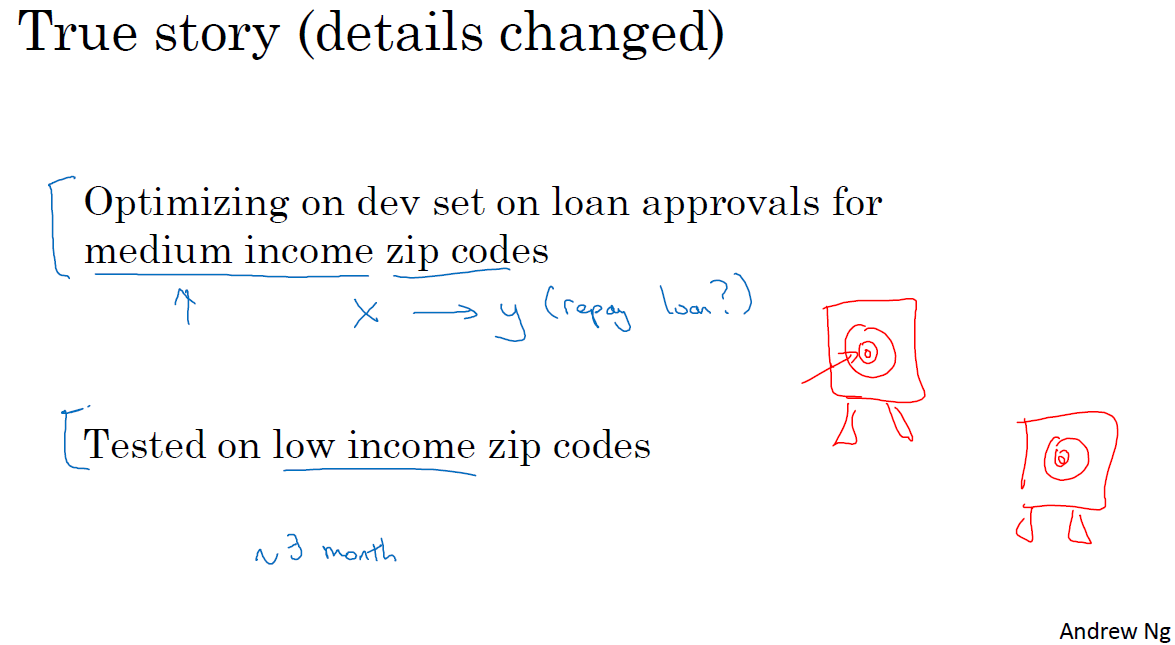 True story (details changed)
Optimizing on dev set on loan approvals for
medium income zip codes
x → y (repay loan?)
Tested on low income zip codes
~3 month
Andrew Ng